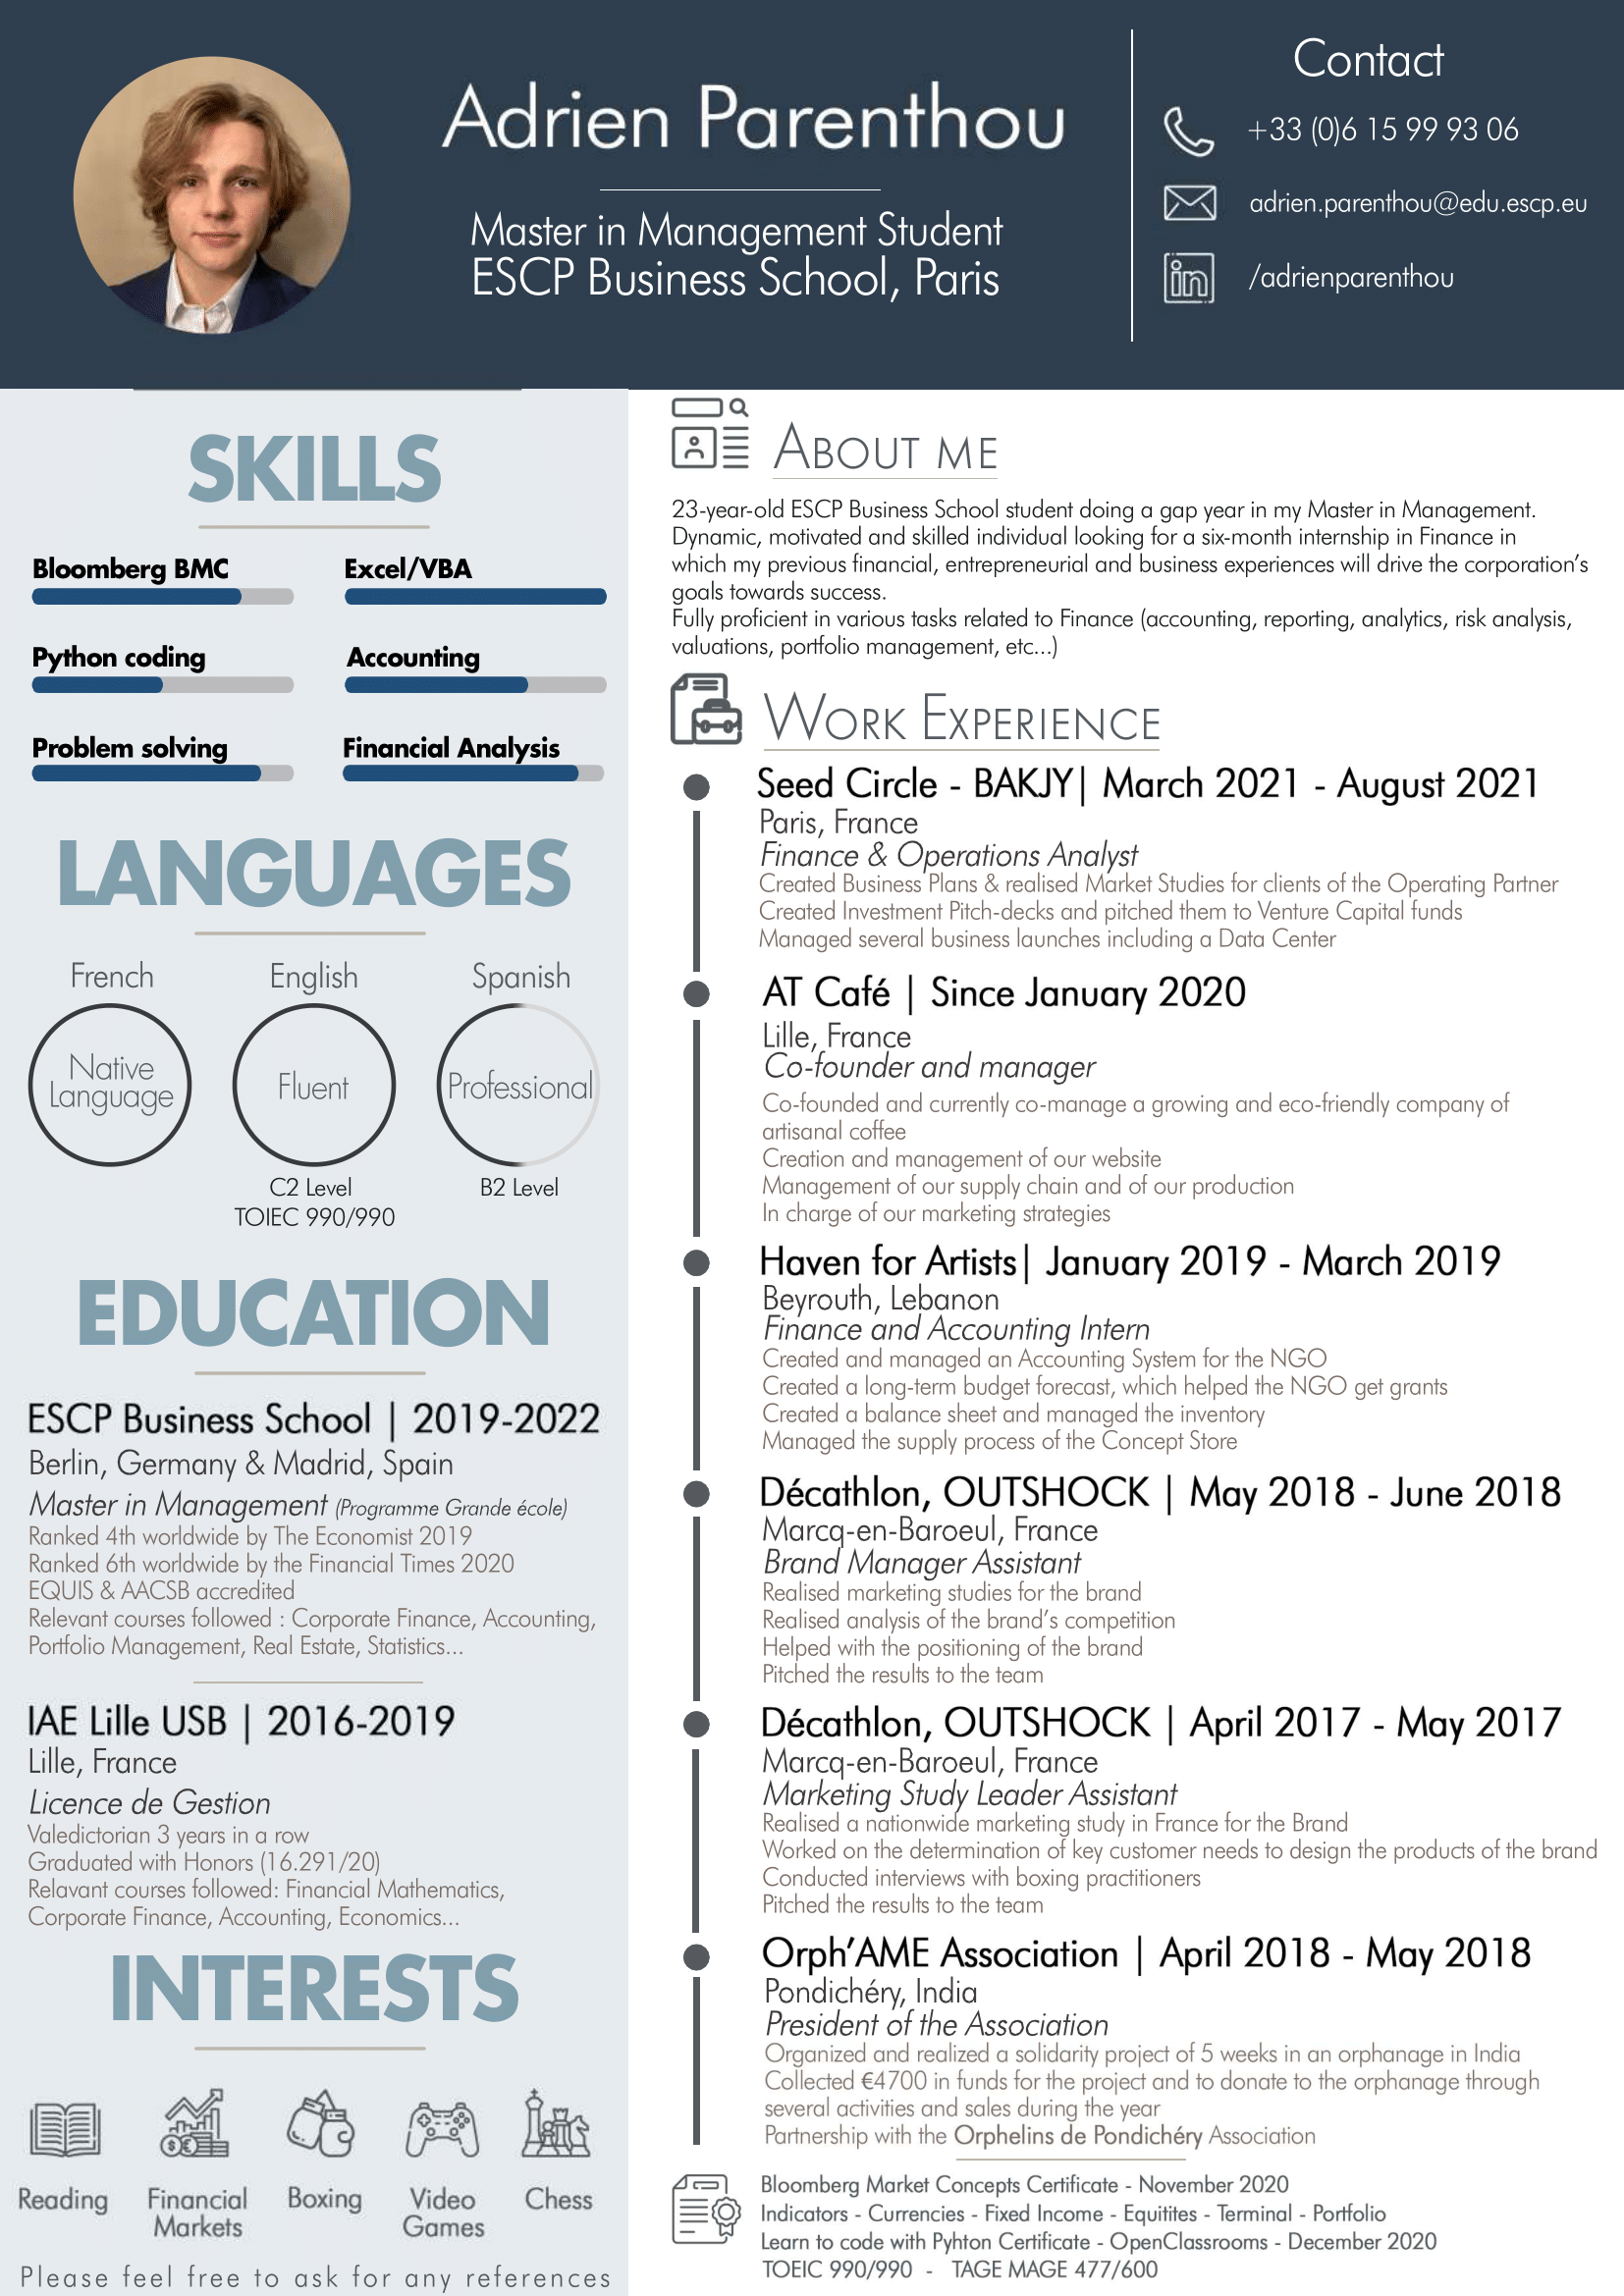 Adrien Parenthou
Master in Management Student
ESCP Business School, Paris
Contact
+33 (0)6 15 99 93 06
adrien.parenthou@edu.escp.eu
in
/adrienparenthou
SKILLS
Bloomberg BMC
Excel/VBA
Python coding
Accounting
Problem solving
Financial Analysis
LANGUAGES
French
English
Spanish
Native
Language
Fluent
Professional
C2 Level
TOIEC 990/990
B2 Level
EDUCATION
ESCP Business School | 2019-2022
Berlin, Germany & Madrid, Spain
Master in Management (Programme Grande école)
Ranked 4th worldwide by The Economist 2019
Ranked 6th worldwide by the Financial Times 2020
EQUIS & AACSB accredited
Relevant courses followed : Corporate Finance, Accounting,
Portfolio Management, Real Estate, Statistics...
IAE Lille USB | 2016-2019
Lille, France
Licence de Gestion
Valedictorian 3 years in a row
Graduated with Honors (16.291/20)
Relavant courses followed: Financial Mathematics,
Corporate Finance, Accounting, Economics...
INTERESTS
Reading
Financial
Markets
Boxing
Video
Games
Chess
Please feel free to ask for any references
ABOUT ME
23-year-old ESCP Business School student doing a gap year in my Master in Management.
Dynamic, motivated and skilled individual looking for a six-month internship in Finance in
which my previous financial, entrepreneurial and business experiences will drive the corporation's
goals towards success.
Fully proficient in various tasks related to Finance (accounting, reporting, analytics, risk analysis,
valuations, portfolio management, etc...)
WORK EXPERIENCE
Seed Circle - BAKJY| March 2021 - August 2021
Paris, France
Finance & Operations Analyst
Created Business Plans & realised Market Studies for clients of the Operating Partner
Created Investment Pitch-decks and pitched them to Venture Capital funds
Managed several business launches including a Data Center
AT Café | Since January 2020
Lille, France
Co-founder and manager
Co-founded and currently co-manage a growing and eco-friendly company of
artisanal coffee
Creation and management of our website
Management of our supply chain and of our production
In charge of our marketing strategies
Haven for Artists| January 2019 - March 2019
Beyrouth, Lebanon
Finance and Accounting Intern
Created and managed an Accounting System for the NGO
Created a long-term budget forecast, which helped the NGO get grants
Created a balance sheet and managed the inventory
Managed the supply process of the Concept Store
Décathlon, OUTSHOCK | May 2018 - June 2018
Marcq-en-Baroeul, France
Brand Manager Assistant
Realised marketing studies for the brand
Realised analysis of the brand's competition
Helped with the positioning of the brand
Pitched the results to the team
Décathlon, OUTSHOCK | April 2017 - May 2017
Marcq-en-Baroeul, France
Marketing Study Leader Assistant
Realised a nationwide marketing study in France for the Brand
Worked on the determination of key customer needs to design the products of the brand
Conducted interviews with boxing practitioners
Pitched the results to the team
Orph'AME Association | April 2018 - May 2018
Pondichéry, India
President of the Association
Organized and realized a solidarity project of 5 weeks in an orphanage in India
Collected €4700 in funds for the project and to donate to the orphanage through
several activities and sales during the year
Partnership with the Orphelins de Pondichéry Association
Bloomberg Market Concepts Certificate - November 2020
Indicators - Currencies - Fixed Income - Equitites - Terminal - Portfolio
Learn to code with Pyhton Certificate - OpenClassrooms - December 2020
TOEIC 990/990 - TAGE MAGE 477/600